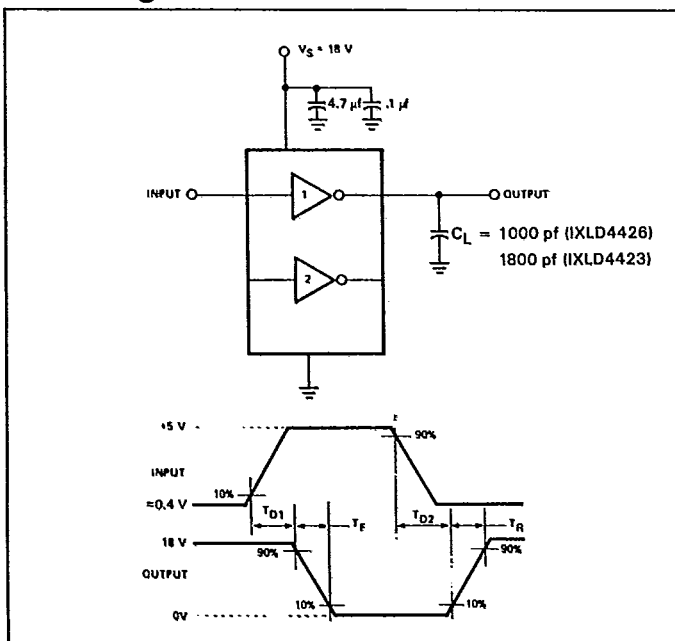 V_S = 18 V
4.7 µf .1 µf
INPUT 1 OUTPUT
C_L = 1000 pf (IXLD4426)
1800 pf (IXLD4423)
2
+5 V
90%
INPUT
10%
≈0.4 V
T_D1 T_F T_D2 T_R
18 V
90% 90%
OUTPUT
10% 10%
0V